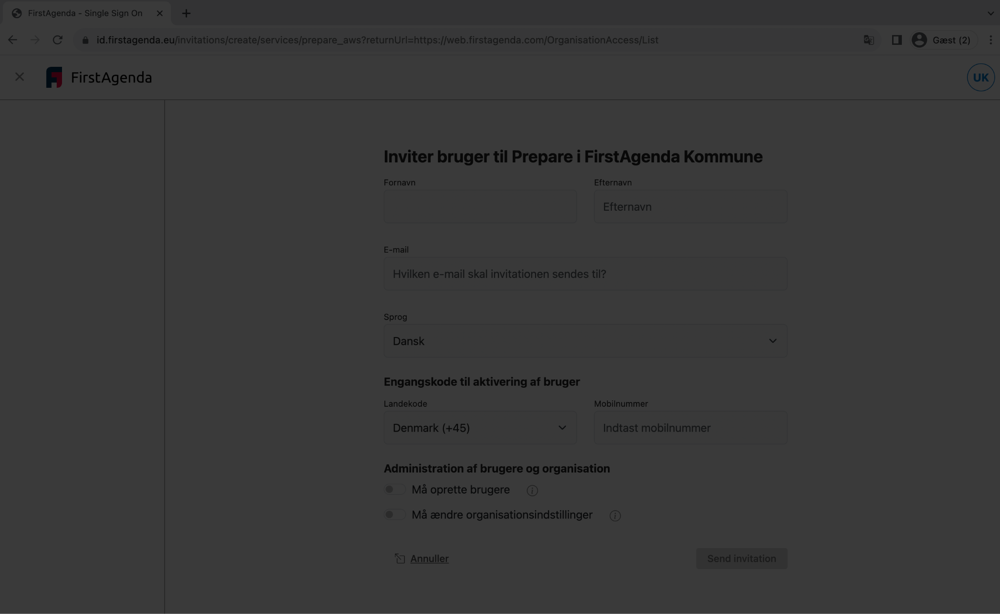 FirstAgenda - Single Sign On
id.firstagenda.eu/invitations/create/services/prepare_aws?returnUrl=https://web.firstagenda.com/OrganisationAccess/List
Gæst (2)
FirstAgenda
UK
Inviter bruger til Prepare i FirstAgenda Kommune
Fornavn
Efternavn
Efternavn
E-mail
Hvilken e-mail skal invitationen sendes til?
Sprog
Dansk
Engangskode til aktivering af bruger
Landekode
Mobilnummer
Denmark (+45)
Indtast mobilnummer
Administration af brugere og organisation
Må oprette brugere
Må ændre organisationsindstillinger
Annuller
Send invitation